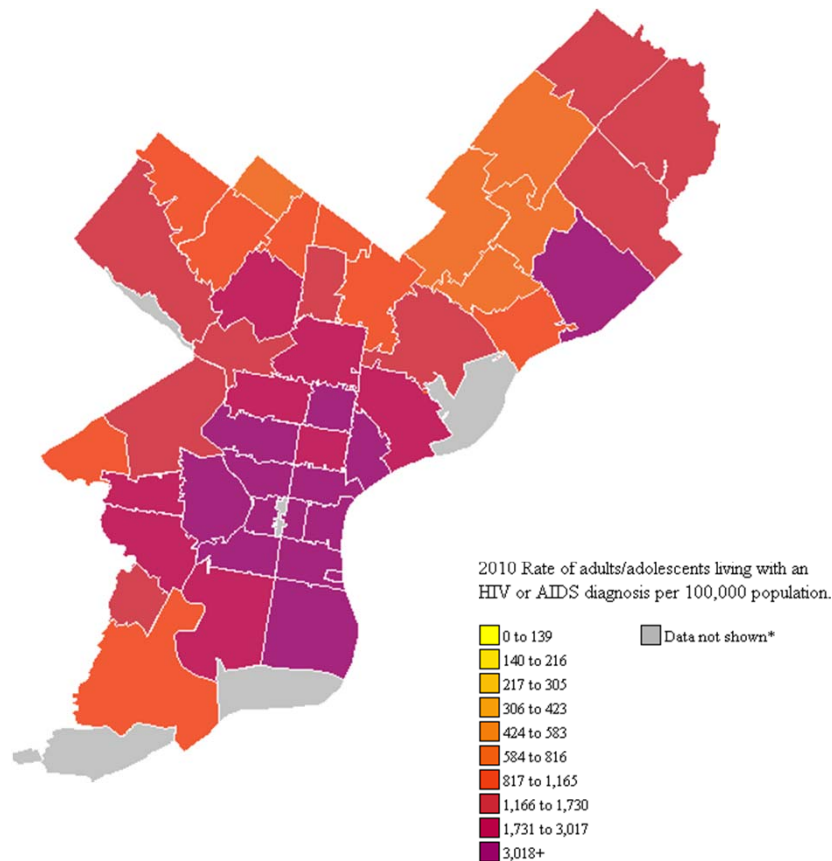 2010 Rate of adults/adolescents living with an
HIV or AIDS diagnosis per 100,000 population.
0 to 139
Data not shown*
140 to 216
217 to 305
306 to 423
424 to 583
584 to 816
817 to 1,165
1,166 to 1,730
1,731 to 3,017
3,018+